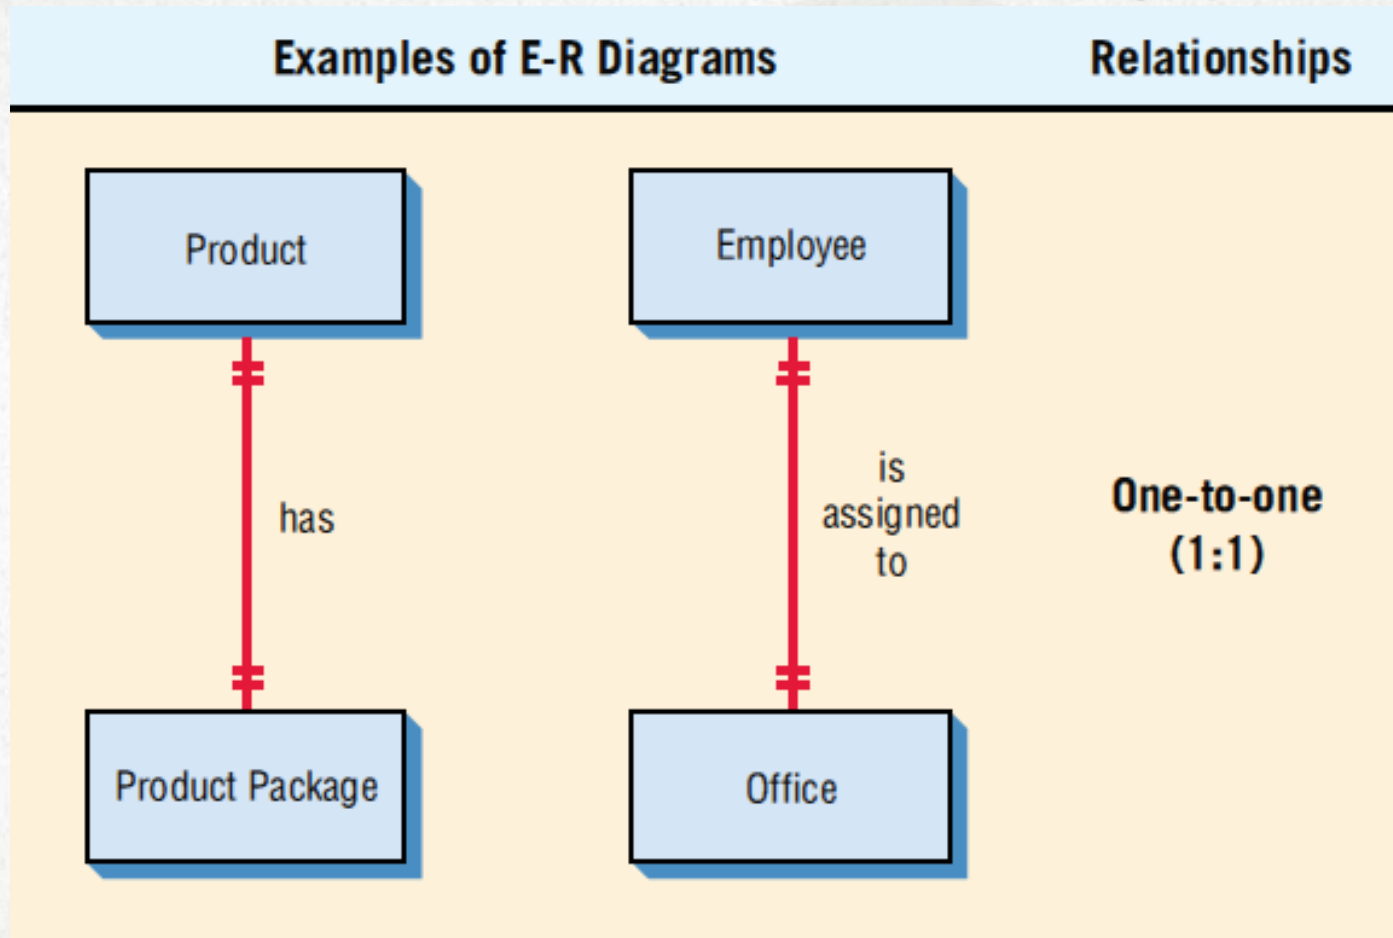 Examples of E-R Diagrams
Relationships
Product
Employee
has
is
assigned
to
One-to-one
(1:1)
Product Package
Office